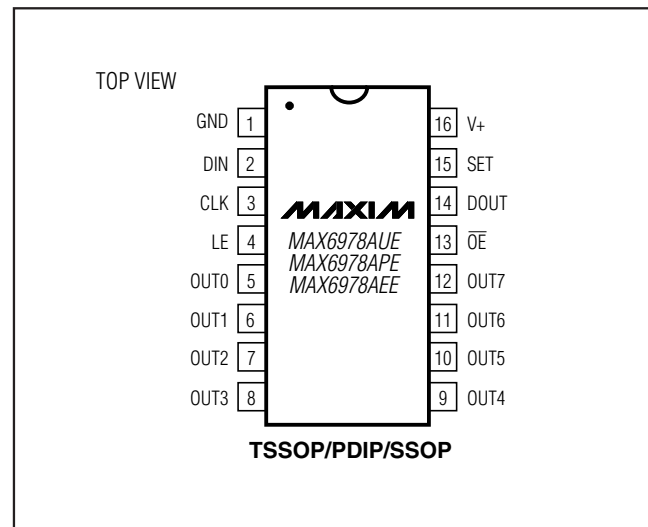 TOP VIEW
GND 1 16 V+
DIN 2 15 SET
CLK 3 14 DOUT
MAXIM
LE 4 13 O̅E̅
MAX6978AUE
MAX6978APE
MAX6978AEE
OUT0 5 12 OUT7
OUT1 6 11 OUT6
OUT2 7 10 OUT5
OUT3 8 9 OUT4
TSSOP/PDIP/SSOP